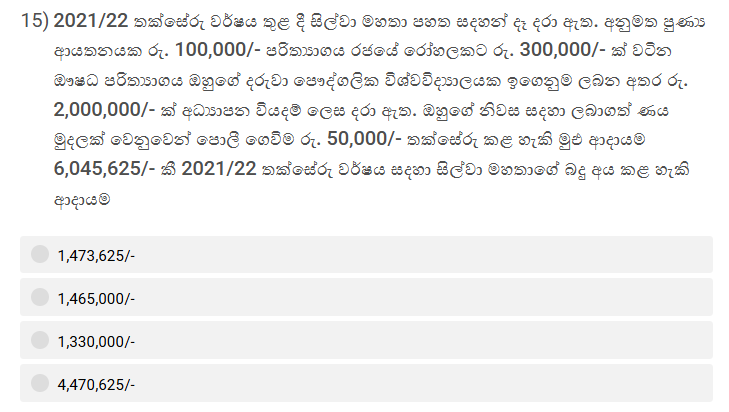 15) 2021/22 තක්සේරු වර්ෂය තුළ දී සිල්වා මහතා පහත සදහන් දෑ දරා ඇත. අනුමත පුණ්‍ය
ආයතනයක රු. 100,000/- පරිත්‍යාගය රජයේ රෝහලකට රු. 300,000/- ක් වටින
ඖෂධ පරිත්‍යාගය ඔහුගේ දරුවා පෞද්ගලික විශ්වවිද්‍යාලයක ඉගෙනුම ලබන අතර රු.
2,000,000/- ක් අධ්‍යාපන වියදම් ලෙස දරා ඇත. ඔහුගේ නිවස සදහා ලබාගත් ණය
මුදලක් වෙනුවෙන් පොලී ගෙවීම රු. 50,000/- තක්සේරු කළ හැකි මුළු ආදායම
6,045,625/- කී 2021/22 තක්සේරු වර්ෂය සදහා සිල්වා මහතාගේ බදු අය කළ හැකි
ආදායම
1,473,625/-
1,465,000/-
1,330,000/-
4,470,625/-